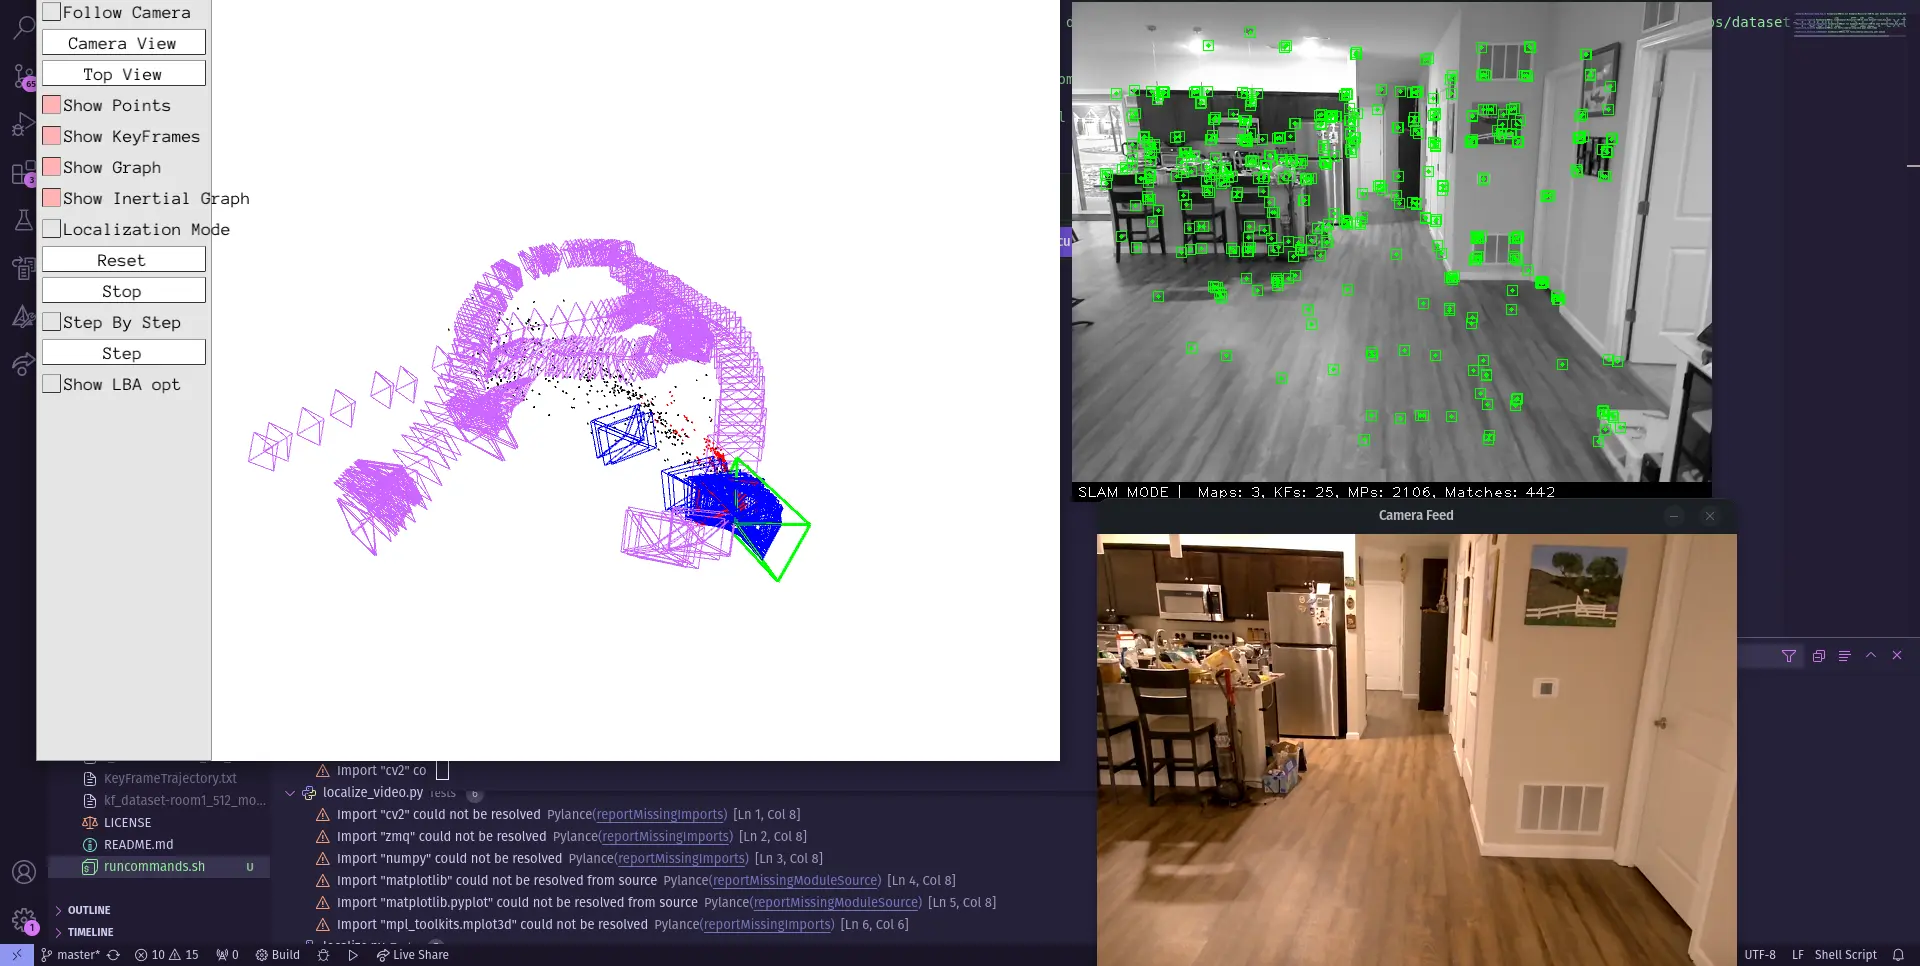 Follow Camera
Camera View
Top View
Show Points
Show KeyFrames
Show Graph
Show Inertial Graph
Localization Mode
Reset
Stop
Step By Step
Step
Show LBA opt
65
3
SLAM MODE | Maps: 3, KFs: 25, MPs: 2106, Matches: 442
Camera Feed
KeyFrameTrajectory.txt
kf_dataset-room1_512_mo...
LICENSE
README.md
runcommands.sh U
OUTLINE
TIMELINE
1
Import "cv2" co
localize_video.py Tests 6
Import "cv2" could not be resolved Pylance(reportMissingImports) [Ln 1, Col 8]
Import "zmq" could not be resolved Pylance(reportMissingImports) [Ln 2, Col 8]
Import "numpy" could not be resolved Pylance(reportMissingImports) [Ln 3, Col 8]
Import "matplotlib" could not be resolved from source Pylance(reportMissingModuleSource) [Ln 4, Col 8]
Import "matplotlib.pyplot" could not be resolved from source Pylance(reportMissingModuleSource) [Ln 5, Col 8]
Import "mpl_toolkits.mplot3d" could not be resolved Pylance(reportMissingImports) [Ln 6, Col 6]
master* 10 15 0 Build Live Share
UTF-8 LF Shell Script